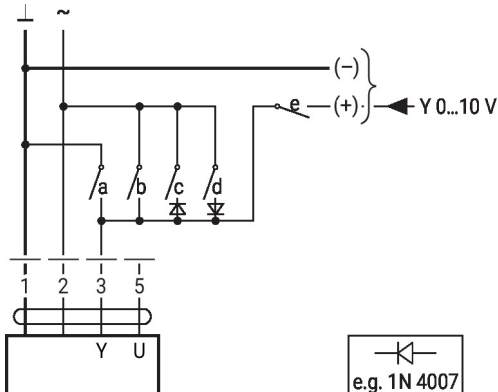 ⊥ ~
(–)
e (+) Y 0...10 V
a b c d
1 2 3 5
Y U
e.g. 1N 4007